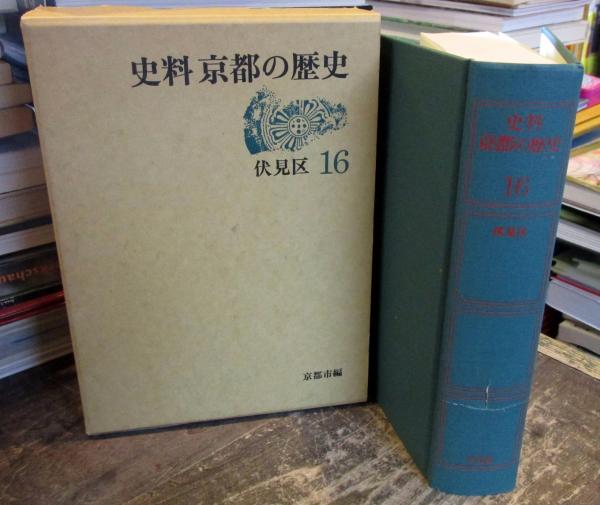 史料 京都の歴史
伏見区 16
京都市編
史料
京都の歴史
16
伏見区